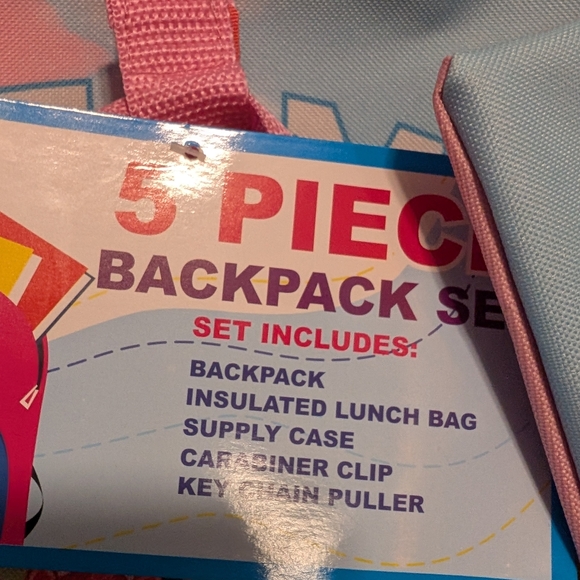 5 PIEC
BACKPACK SE
SET INCLUDES:
BACKPACK
INSULATED LUNCH BAG
SUPPLY CASE
CARABINER CLIP
KEY CHAIN PULLER